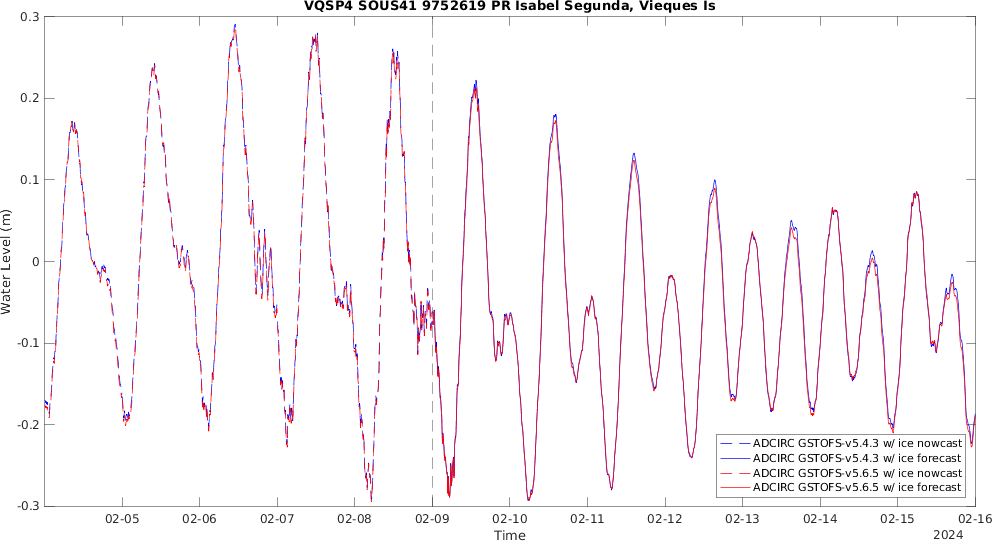 VQSP4 SOUS41 9752619 PR Isabel Segunda, Vieques Is
0.3
0.2
0.1
0
-0.1
-0.2
-0.3
Water Level (m)
02-05 02-06 02-07 02-08 02-09 02-10 02-11 02-12 02-13 02-14 02-15 02-16
Time
2024
ADCIRC GSTOFS-v5.4.3 w/ ice nowcast
ADCIRC GSTOFS-v5.4.3 w/ ice forecast
ADCIRC GSTOFS-v5.6.5 w/ ice nowcast
ADCIRC GSTOFS-v5.6.5 w/ ice forecast